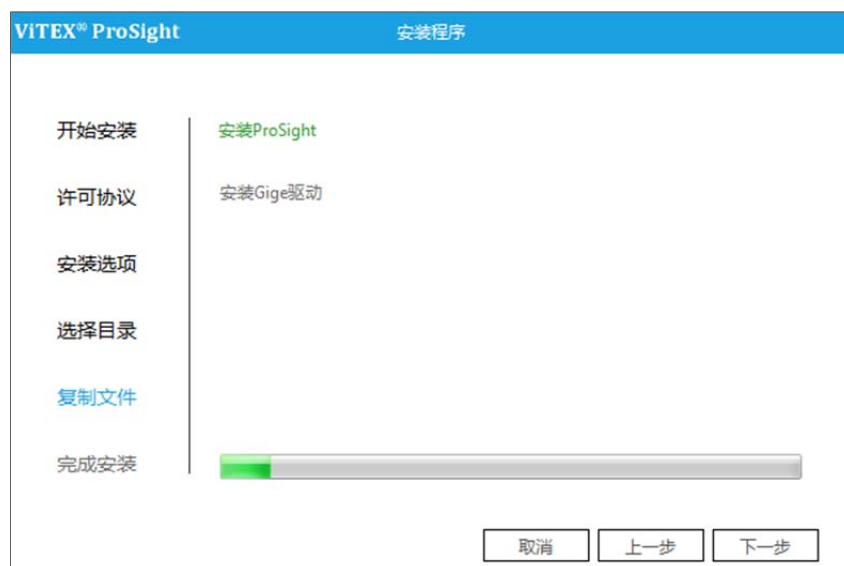 ViTEX® ProSight
安装程序
开始安装
许可协议
安装选项
选择目录
复制文件
完成安装
安装ProSight
安装Gige驱动
取消
上一步
下一步